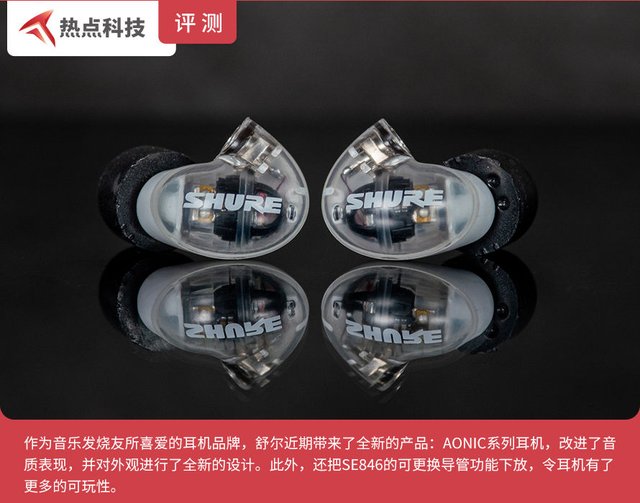 热点科技
评测
SHURE
SHURE
SHURE
SHURE
作为音乐发烧友所喜爱的耳机品牌，舒尔近期带来了全新的产品：AONIC系列耳机，改进了音
质表现，并对外观进行了全新的设计。此外，还把SE846的可更换导管功能下放，令耳机有了
更多的可玩性。